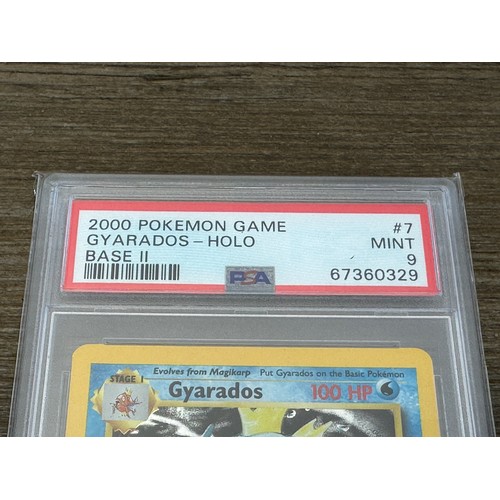 2000 POKEMON GAME #7
GYARADOS - HOLO MINT
BASE II 9
PSA 67360329
Evolves from Magikarp Put Gyarados on the Basic Pokémon
STAGE 1
Gyarados 100 HP